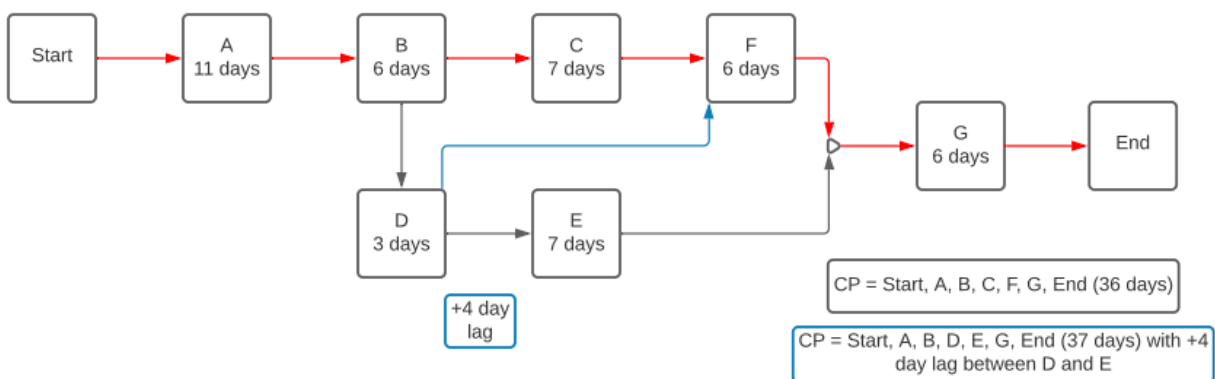 Start
A
11 days
B
6 days
C
7 days
F
6 days
G
6 days
End
D
3 days
E
7 days
+4 day
lag
CP = Start, A, B, C, F, G, End (36 days)
CP = Start, A, B, D, E, G, End (37 days) with +4
day lag between D and E